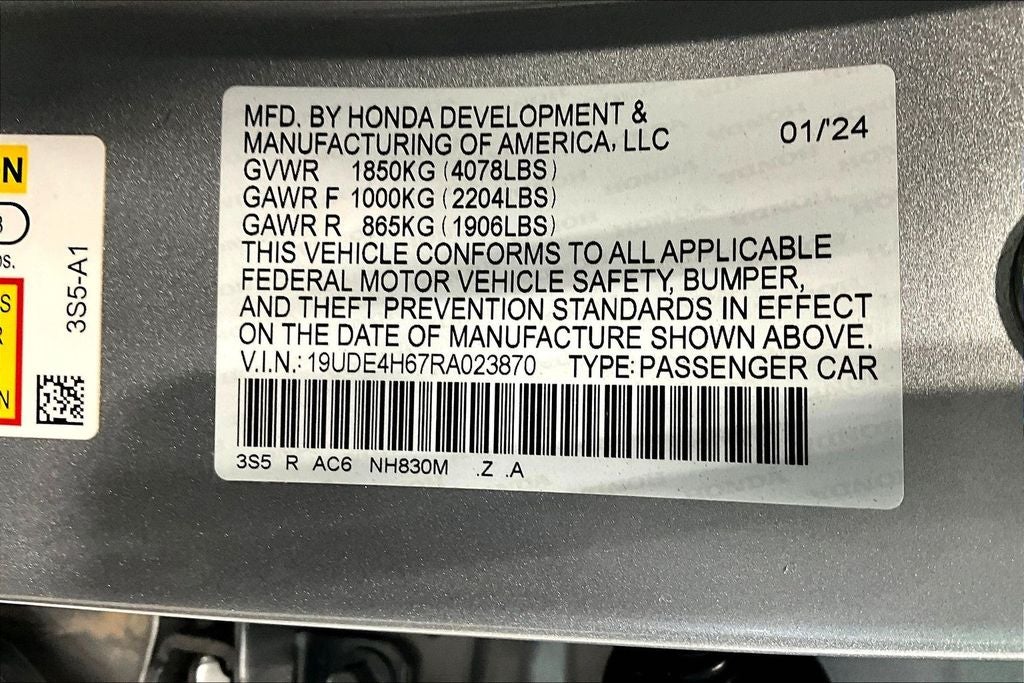 MFD. BY HONDA DEVELOPMENT &
MANUFACTURING OF AMERICA, LLC
01/'24
GVWR 1850KG (4078LBS)
GAWR F 1000KG (2204LBS)
GAWR R 865KG (1906LBS)
THIS VEHICLE CONFORMS TO ALL APPLICABLE
FEDERAL MOTOR VEHICLE SAFETY, BUMPER,
AND THEFT PREVENTION STANDARDS IN EFFECT
ON THE DATE OF MANUFACTURE SHOWN ABOVE.
V.I.N.: 19UDE4H67RA023870 TYPE: PASSENGER CAR
3S5 R AC6 NH830M .Z .A
3S5-A1